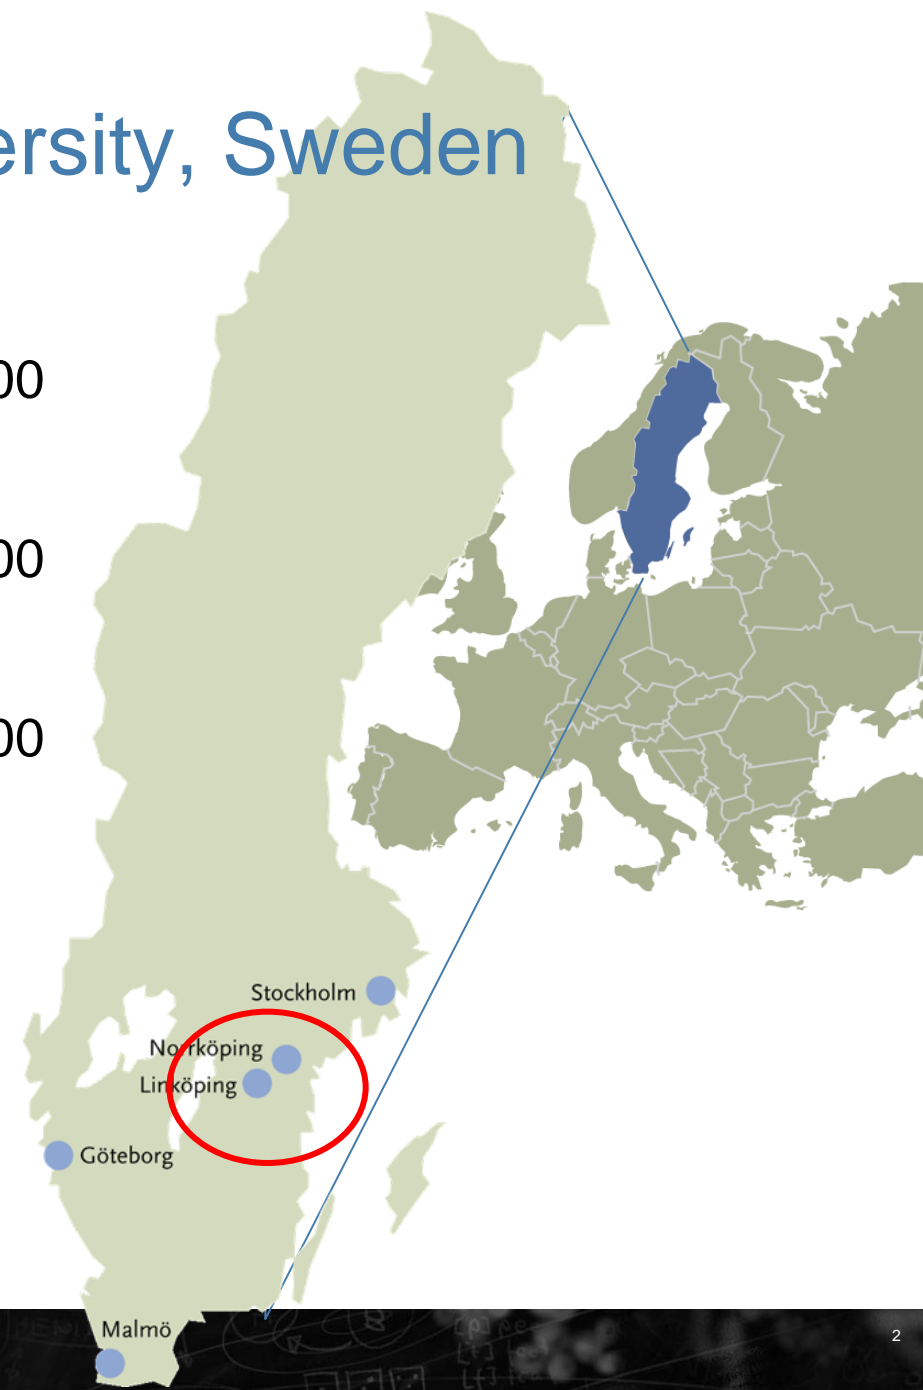 ersity, Sweden
00
00
00
Stockholm
Norrköping
Linköping
Göteborg
Malmö
2